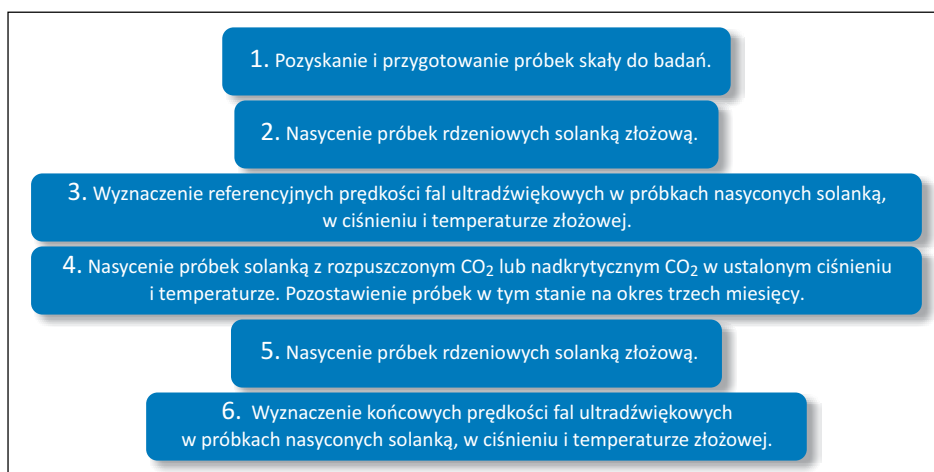 1. Pozyskanie i przygotowanie próbek skały do badań.
2. Nasycenie próbek rdzeniowych solanką złożową.
3. Wyznaczenie referencyjnych prędkości fal ultradźwiękowych w próbkach nasyconych solanką,
w ciśnieniu i temperaturze złożowej.
4. Nasycenie próbek solanką z rozpuszczonym CO₂ lub nadkrytycznym CO₂ w ustalonym ciśnieniu
i temperaturze. Pozostawienie próbek w tym stanie na okres trzech miesięcy.
5. Nasycenie próbek rdzeniowych solanką złożową.
6. Wyznaczenie końcowych prędkości fal ultradźwiękowych
w próbkach nasyconych solanką, w ciśnieniu i temperaturze złożowej.